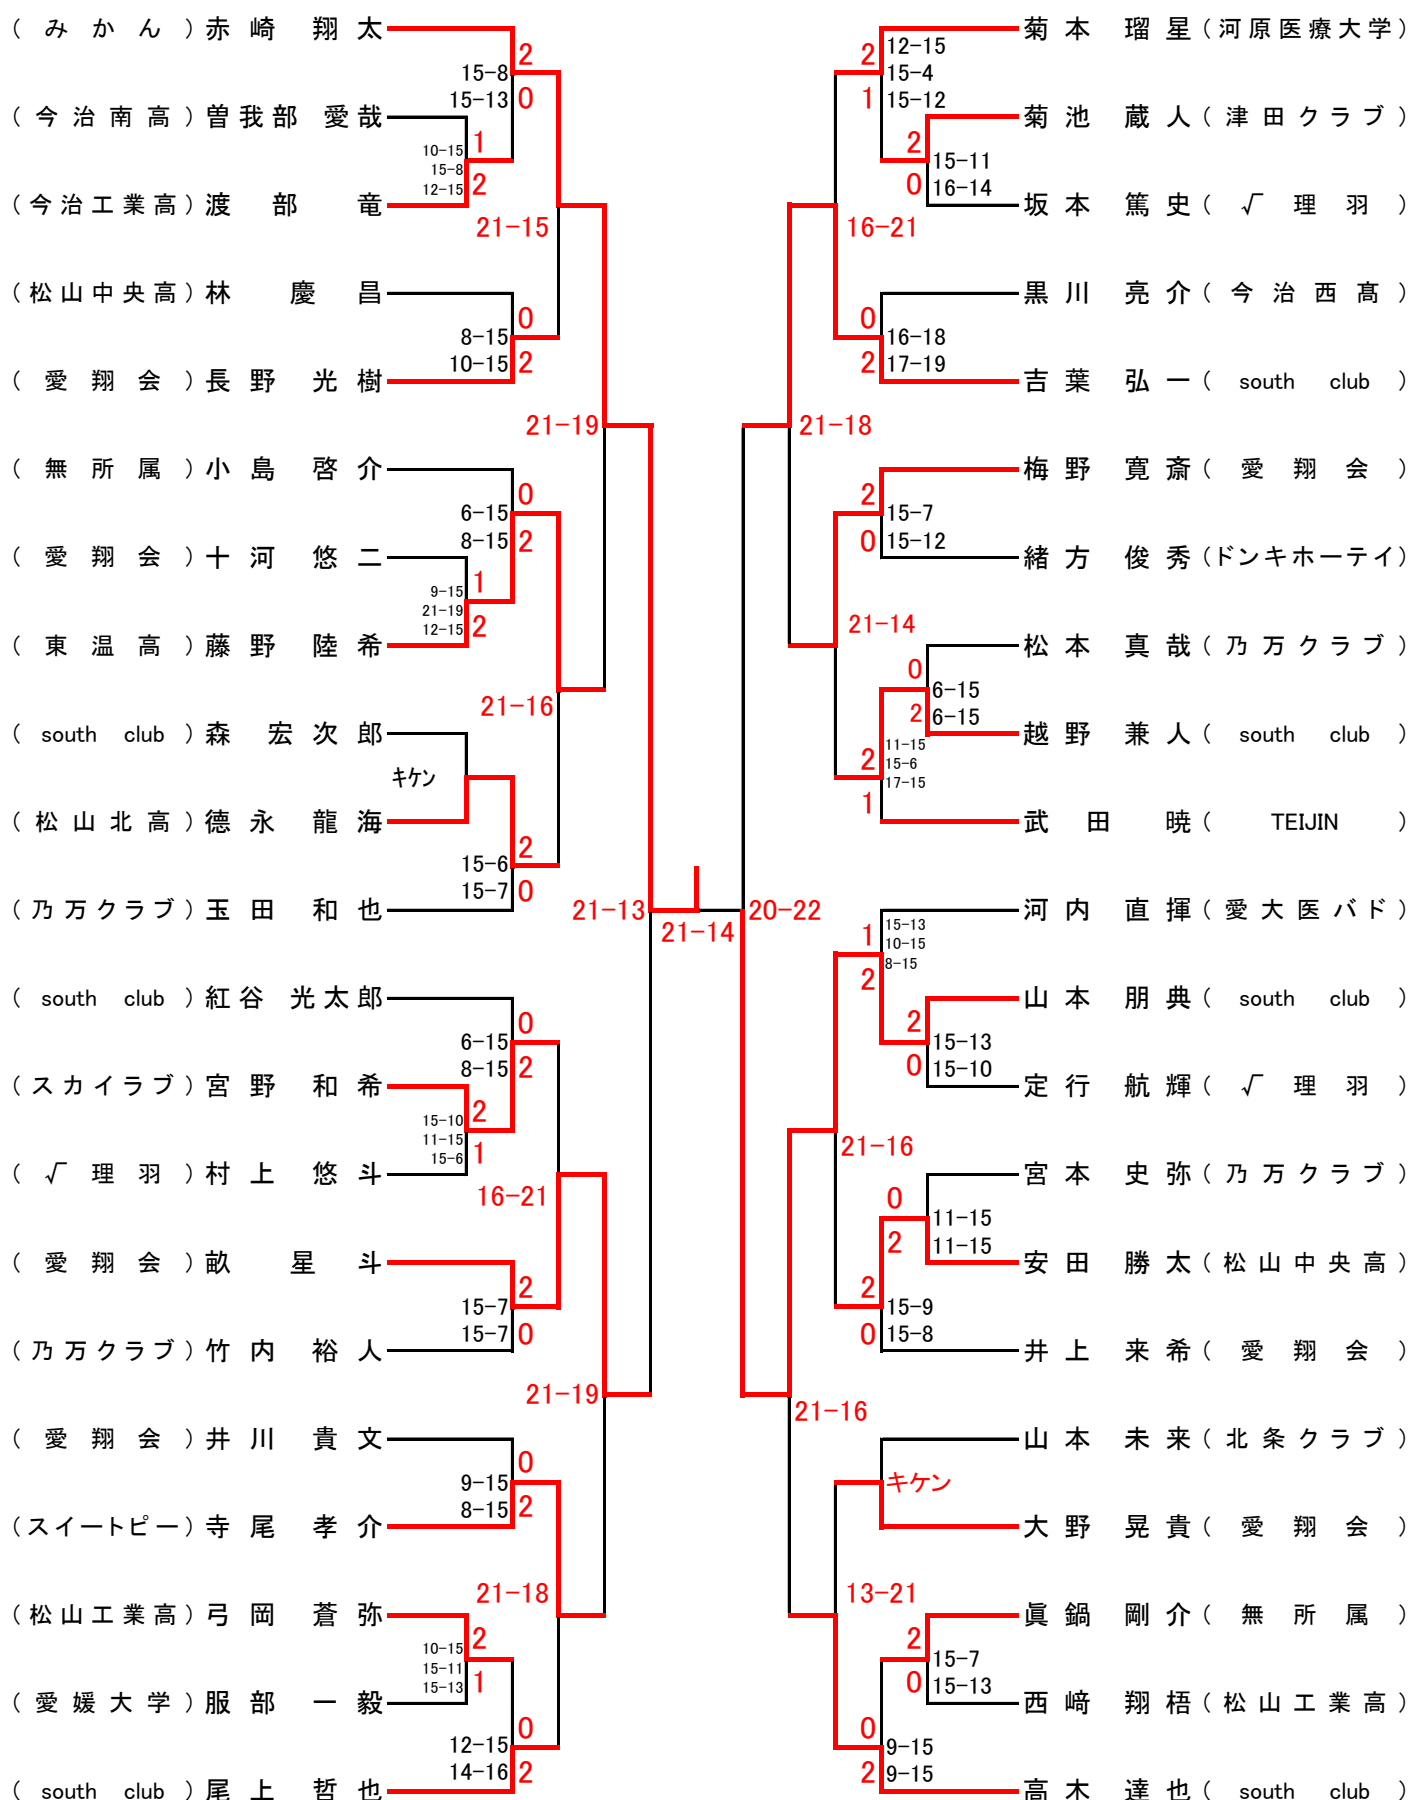 (みかん)赤崎 翔太
2
15-8
15-13
0
(今治南高)曽我部 愛哉
1
10-15
15-8
12-15
2
(今治工業高)渡部 竜
21-15
(松山中央高)林 慶昌
0
8-15
10-15
2
(愛翔会)長野 光樹
21-19
(無所属)小島 啓介
0
6-15
8-15
2
(愛翔会)十河 悠二
1
9-15
21-19
12-15
2
(東温高)藤野 陸希
21-16
(south club)森 宏次郎
キケン
(松山北高)德永 龍海
2
15-6
15-7
0
(乃万クラブ)玉田 和也
21-13
21-14
20-22
(south club)紅谷 光太郎
0
6-15
8-15
2
(スカイラブ)宮野 和希
2
15-10
11-15
15-6
1
(√理羽)村上 悠斗
16-21
(愛翔会)畝 星斗
2
15-7
15-7
0
(乃万クラブ)竹内 裕人
21-19
(愛翔会)井川 貴文
0
9-15
8-15
2
(スイートピー)寺尾 孝介
21-18
(松山工業高)弓岡 蒼弥
2
10-15
15-11
15-13
1
(愛媛大学)服部 一毅
0
12-15
14-16
2
(south club)尾上 哲也
菊本 瑠星(河原医療大学)
2
12-15
15-4
15-12
1
菊池 蔵人(津田クラブ)
2
15-11
16-14
0
坂本 篤史(√理羽)
16-21
黒川 亮介(今治西髙)
0
16-18
17-19
2
吉葉 弘一(south club)
21-18
梅野 寛斎(愛翔会)
2
15-7
15-12
0
緒方 俊秀(ドンキホーテイ)
21-14
松本 真哉(乃万クラブ)
0
6-15
6-15
2
越野 兼人(south club)
2
11-15
15-6
17-15
1
武田 暁(TEIJIN)
河内 直揮(愛大医バド)
1
15-13
10-15
8-15
2
山本 朋典(south club)
2
15-13
15-10
0
定行 航輝(√理羽)
21-16
宮本 史弥(乃万クラブ)
0
11-15
11-15
2
安田 勝太(松山中央高)
2
15-9
15-8
0
井上 来希(愛翔会)
21-16
山本 未来(北条クラブ)
キケン
大野 晃貴(愛翔会)
13-21
眞鍋 剛介(無所属)
2
15-7
15-13
0
西﨑 翔梧(松山工業高)
0
9-15
9-15
2
高木 達也(south club)